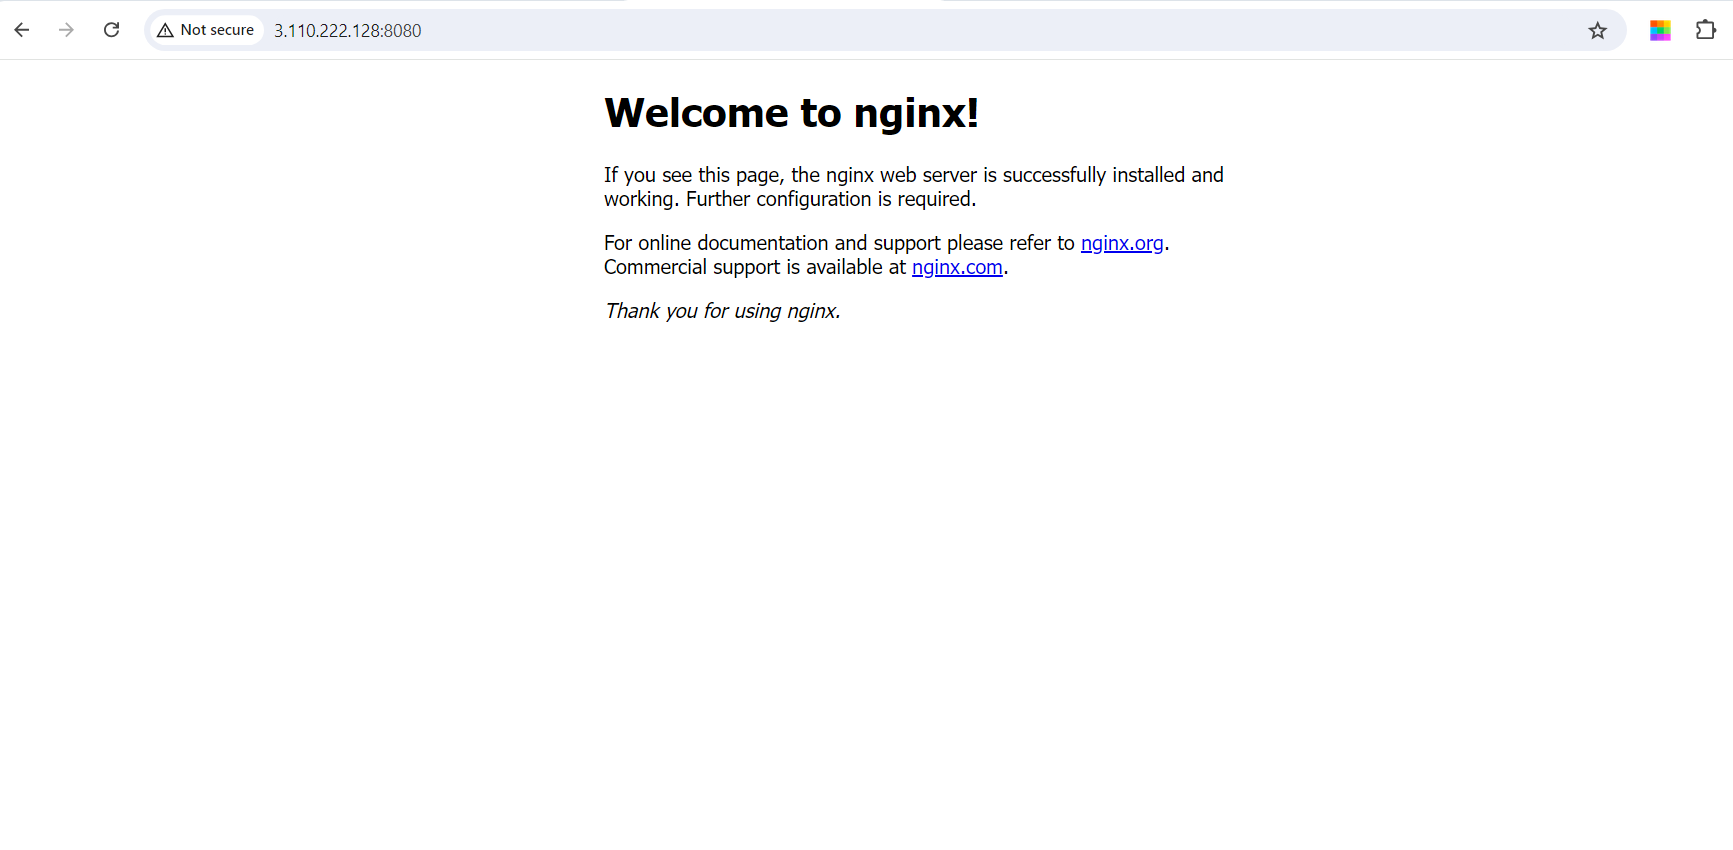 Not secure 3.110.222.128:8080
Welcome to nginx!
If you see this page, the nginx web server is successfully installed and
working. Further configuration is required.
For online documentation and support please refer to nginx.org.
Commercial support is available at nginx.com.
Thank you for using nginx.